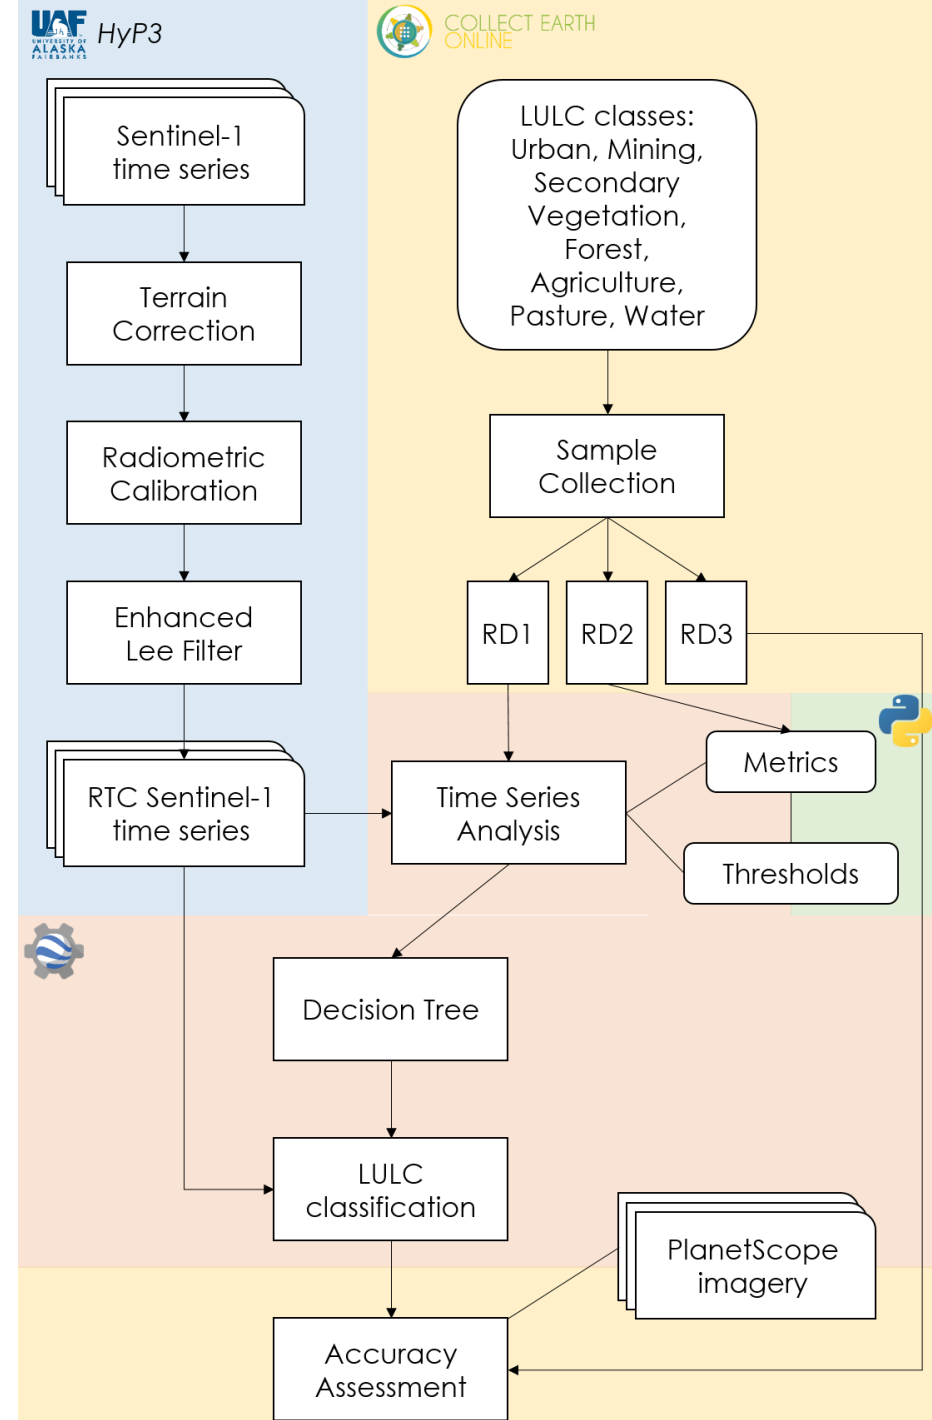 UAF
UNIVERSITY OF
ALASKA
FAIRBANKS
HyP3
COLLECT EARTH
ONLINE
Sentinel-1
time series
Terrain
Correction
Radiometric
Calibration
Enhanced
Lee Filter
RTC Sentinel-1
time series
LULC classes:
Urban, Mining,
Secondary
Vegetation,
Forest,
Agriculture,
Pasture, Water
Sample
Collection
RD1
RD2
RD3
Time Series
Analysis
Metrics
Thresholds
Decision Tree
LULC
classification
PlanetScope
imagery
Accuracy
Assessment